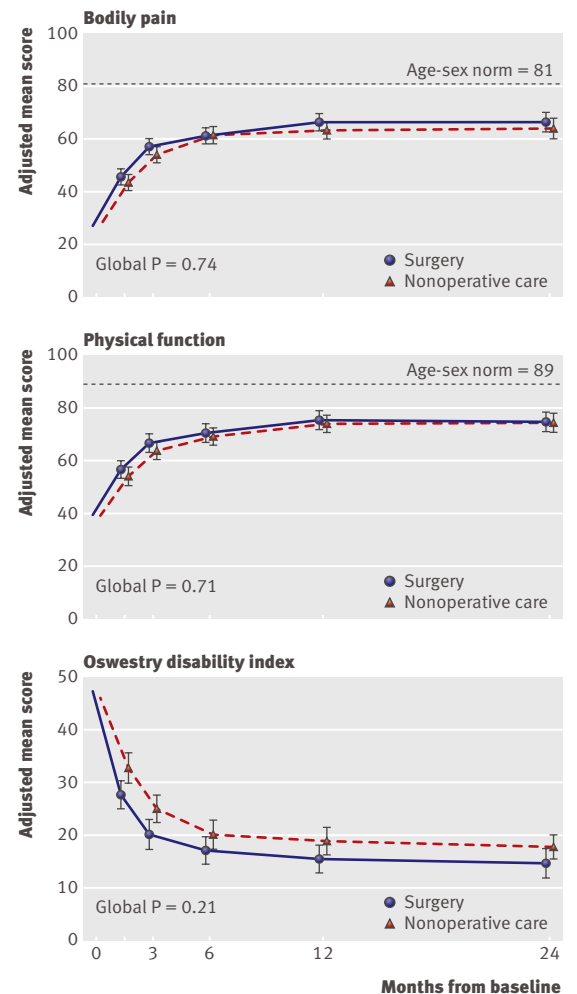 Bodily pain
Adjusted mean score
100
80
60
40
20
0
Age-sex norm = 81
Global P = 0.74
Surgery
Nonoperative care
Physical function
Adjusted mean score
100
80
60
40
20
0
Age-sex norm = 89
Global P = 0.71
Surgery
Nonoperative care
Oswestry disability index
Adjusted mean score
50
40
30
20
10
0
Global P = 0.21
Surgery
Nonoperative care
0 3 6 12 24
Months from baseline